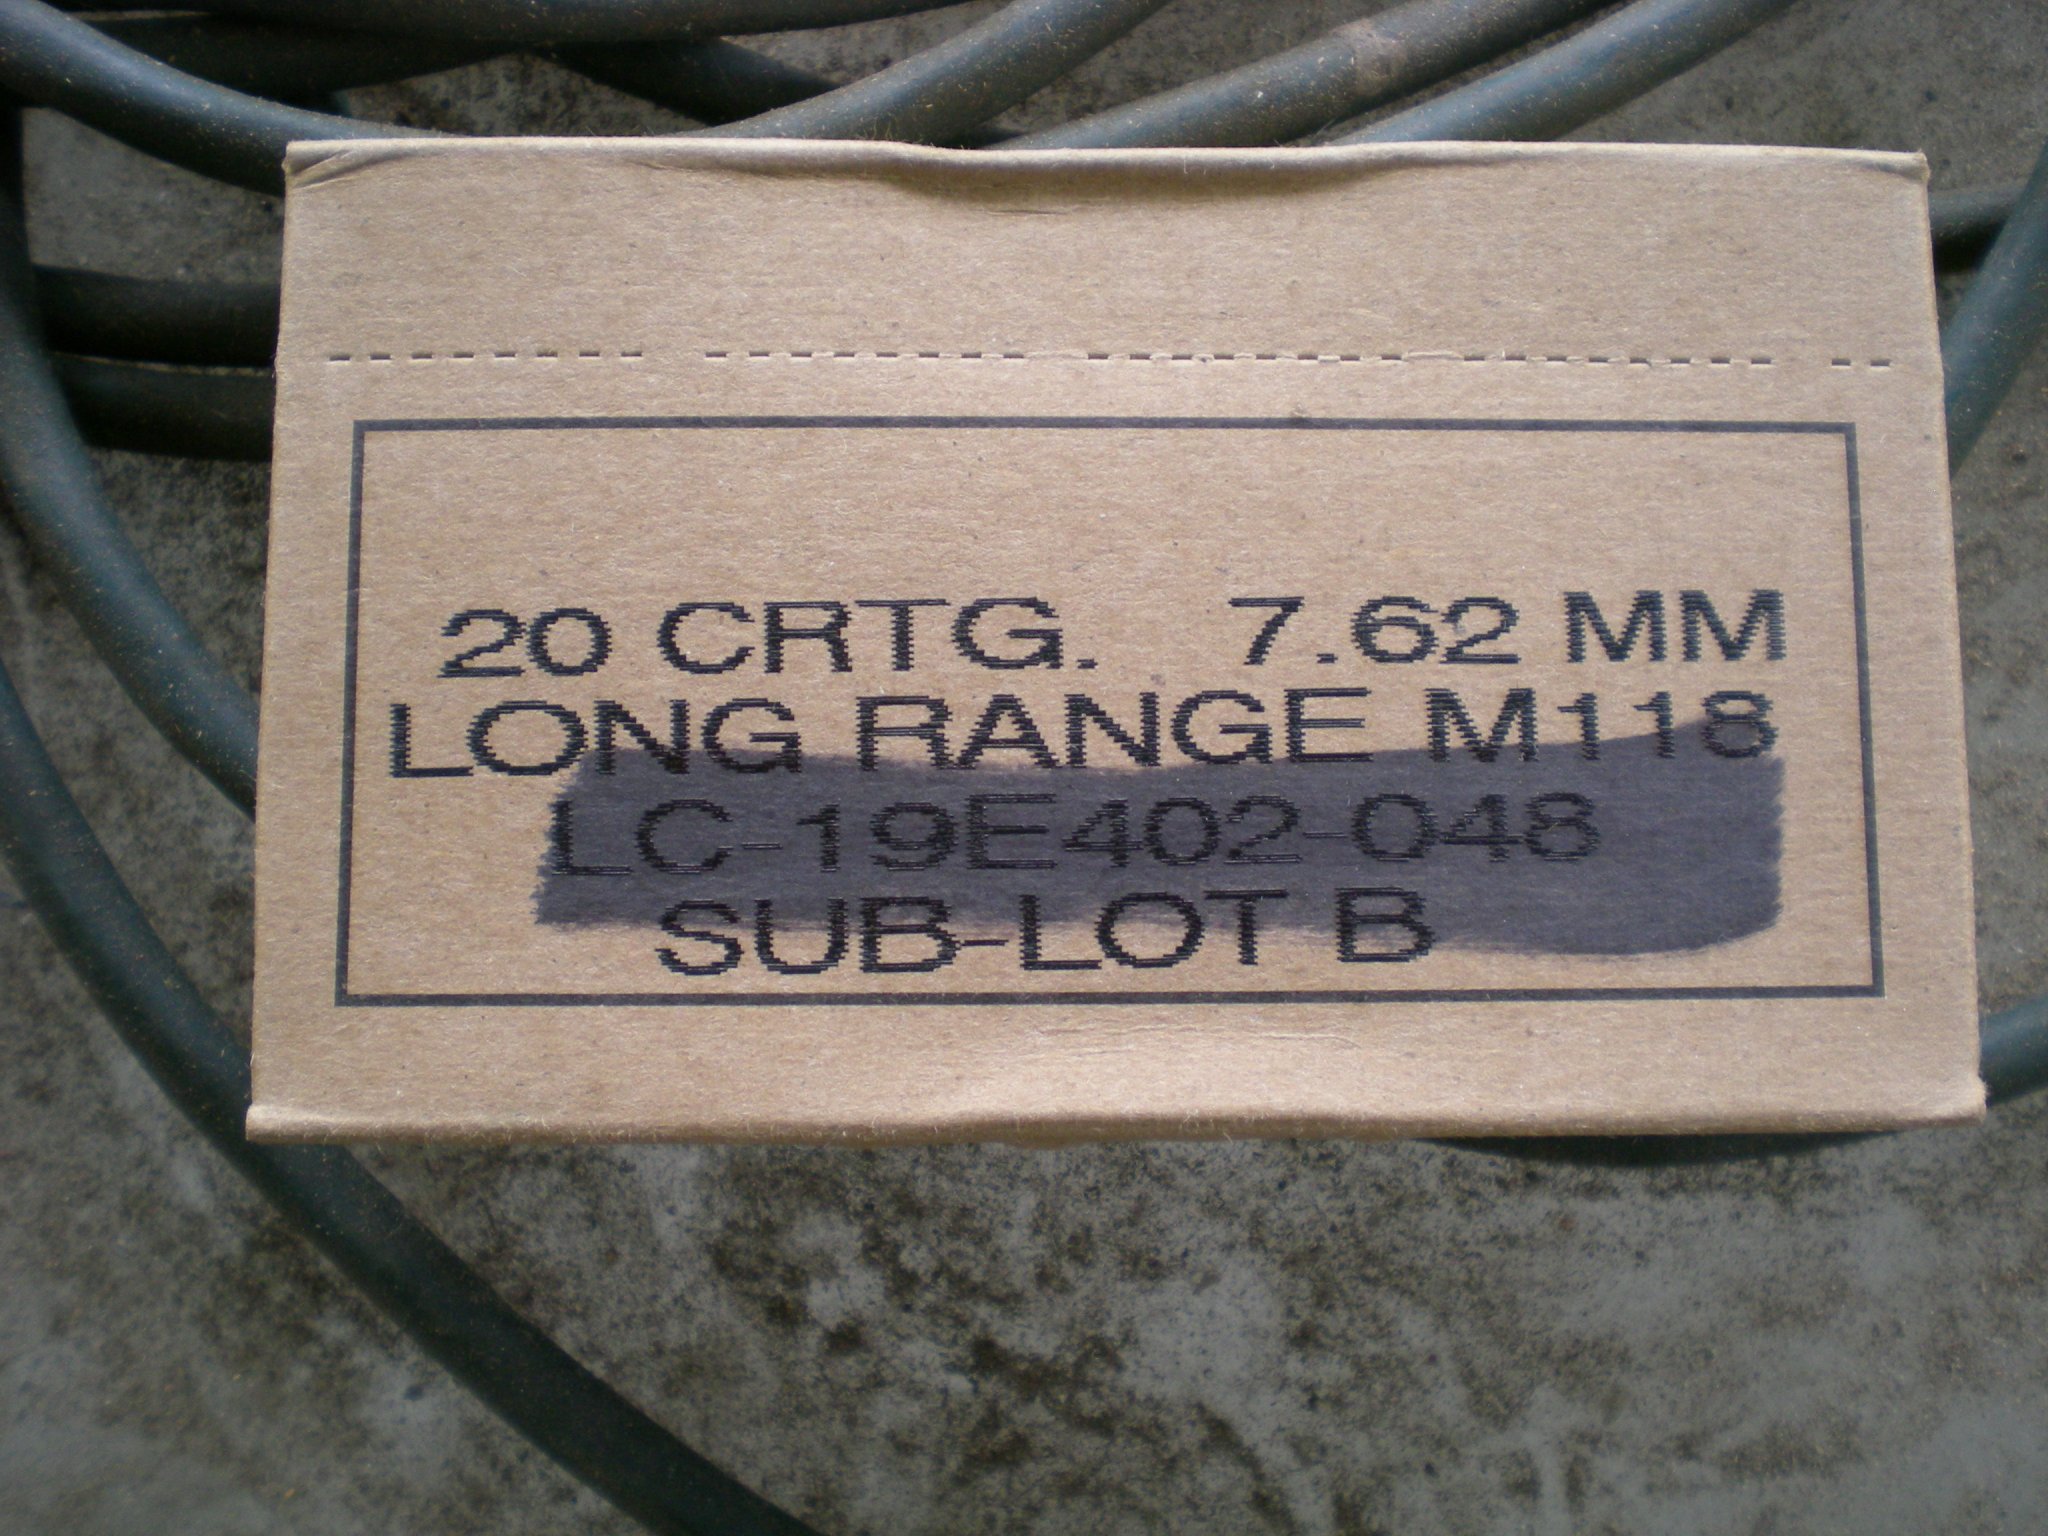 20 CRTG. 7.62 MM
LONG RANGE M118
LC-19E402-048
SUB-LOT B